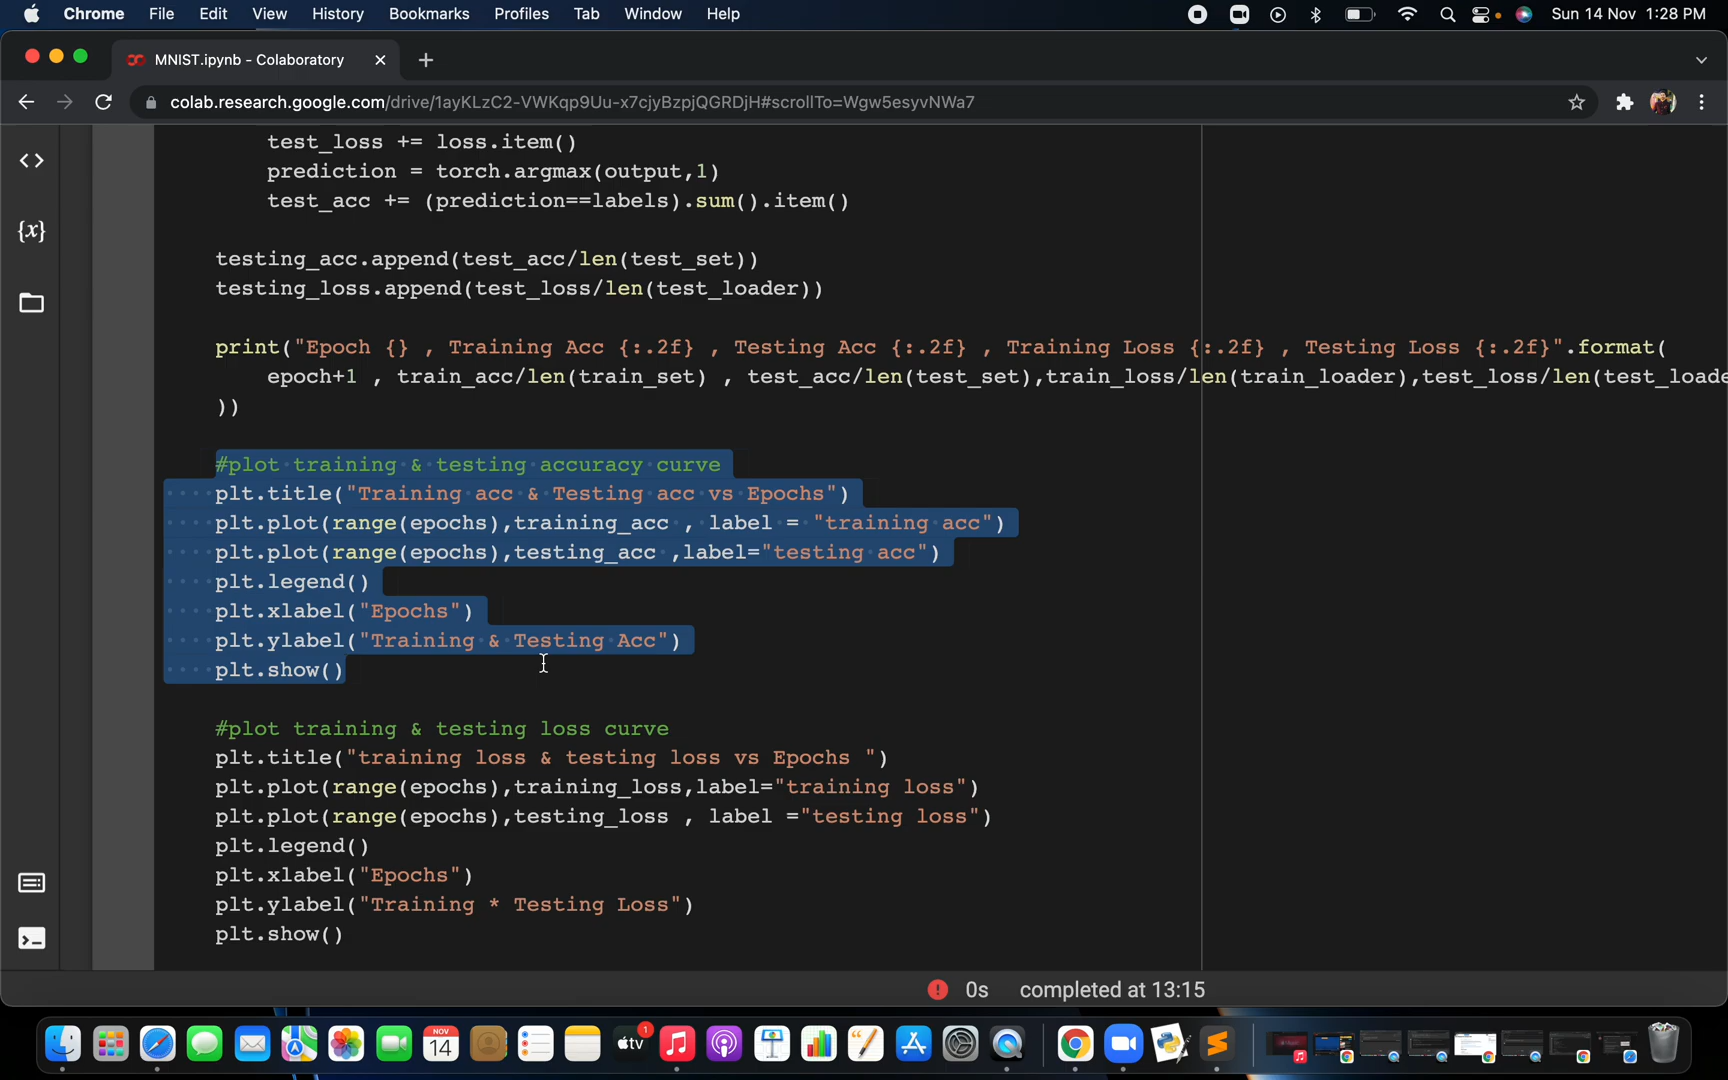 Chrome File Edit View History Bookmarks Profiles Tab Window Help Sun 14 Nov 1:28 PM
MNIST.ipynb - Colaboratory
colab.research.google.com/drive/1ayKLzC2-VWKqp9Uu-x7cjyBzpjQGRDjH#scrollTo=Wgw5esyvNWa7
test_loss += loss.item()
prediction = torch.argmax(output,1)
test_acc += (prediction==labels).sum().item()
testing_acc.append(test_acc/len(test_set))
testing_loss.append(test_loss/len(test_loader))
print("Epoch {} , Training Acc {:.2f} , Testing Acc {:.2f} , Training Loss {:.2f} , Testing Loss {:.2f}".format(
epoch+1 , train_acc/len(train_set) , test_acc/len(test_set),train_loss/len(train_loader),test_loss/len(test_loade
))
#plot training & testing accuracy curve
plt.title("Training acc & Testing acc vs Epochs")
plt.plot(range(epochs),training_acc , label = "training acc")
plt.plot(range(epochs),testing_acc ,label="testing acc")
plt.legend()
plt.xlabel("Epochs")
plt.ylabel("Training & Testing Acc")
plt.show()
#plot training & testing loss curve
plt.title("training loss & testing loss vs Epochs ")
plt.plot(range(epochs),training_loss,label="training loss")
plt.plot(range(epochs),testing_loss , label ="testing loss")
plt.legend()
plt.xlabel("Epochs")
plt.ylabel("Training * Testing Loss")
plt.show()
0s completed at 13:15
NOV
14
tv
1